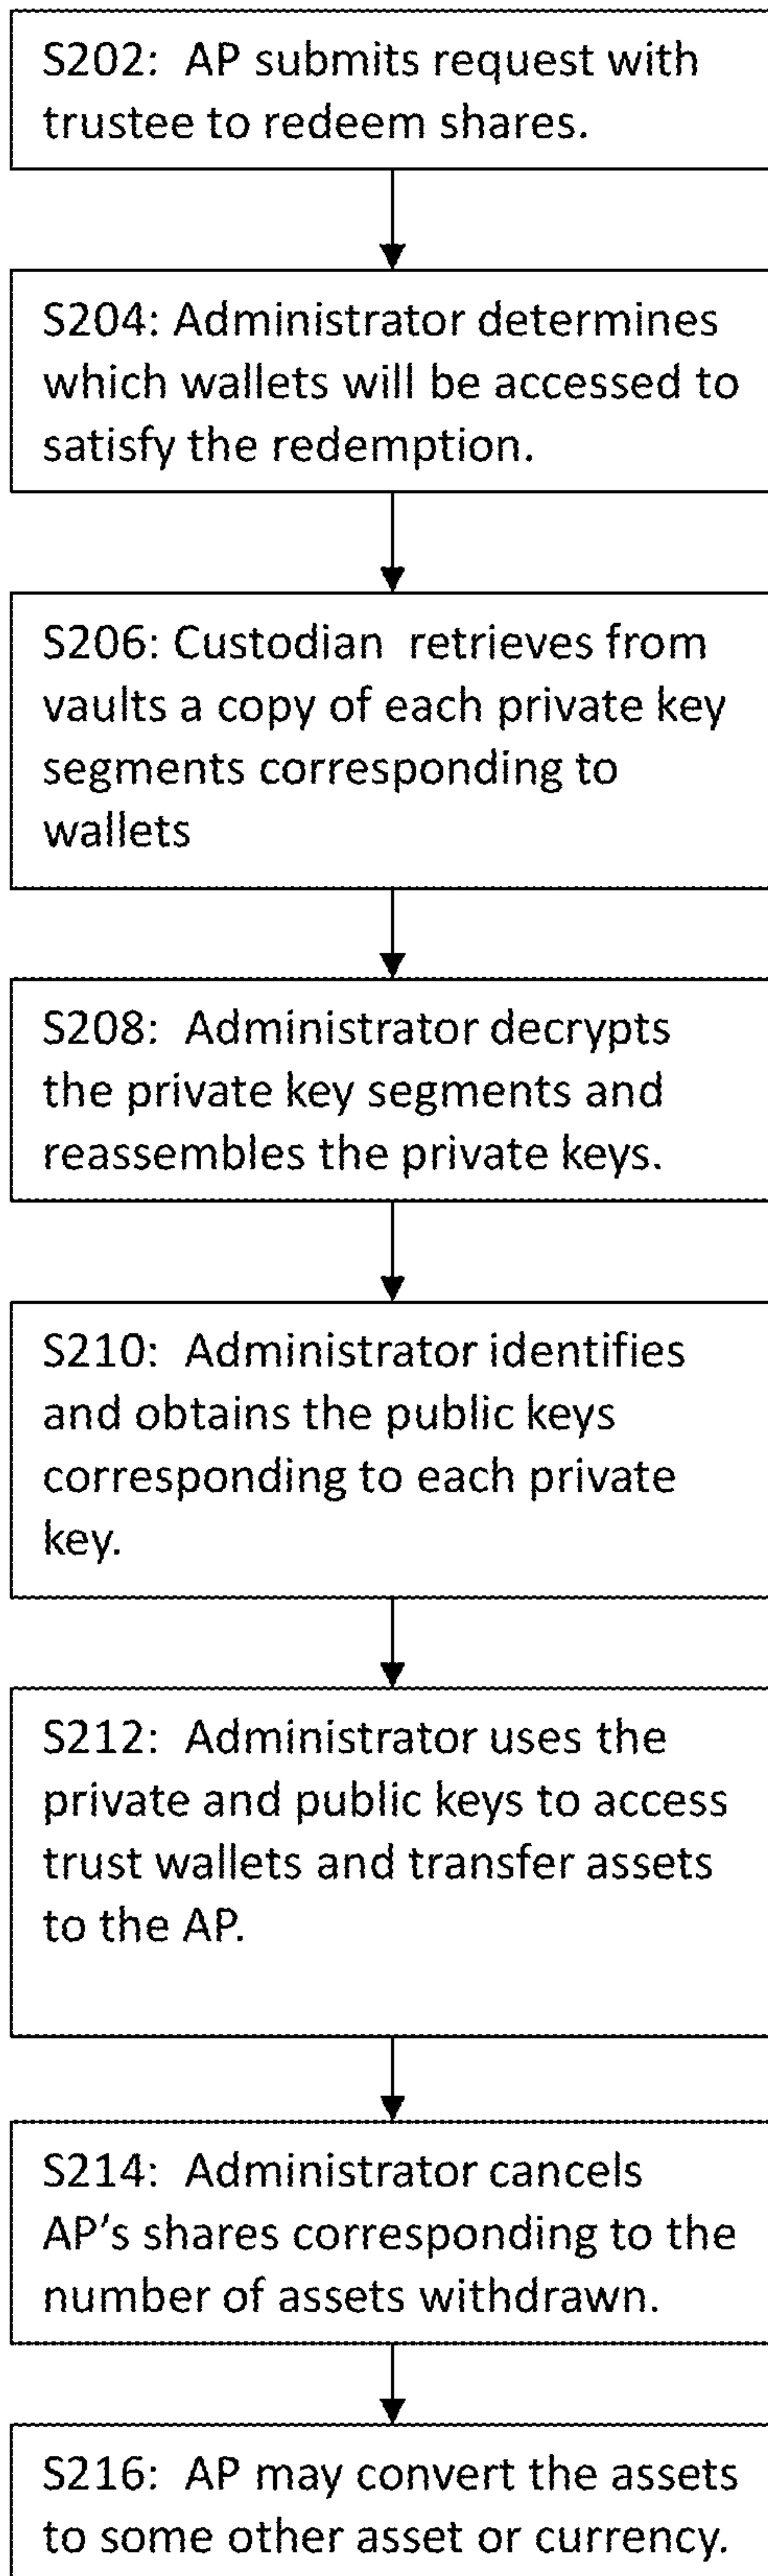 S202:  AP submits request with
trustee to redeem shares.
S204: Administrator determines
which wallets will be accessed to
satisfy the redemption.
S206: Custodian  retrieves from
vaults a copy of each private key
segments corresponding to
wallets
S208:  Administrator decrypts
the private key segments and
reassembles the private keys.
S210:  Administrator identifies
and obtains the public keys
corresponding to each private
key.
S212:  Administrator uses the
private and public keys to access
trust wallets and transfer assets
to the AP.
S214:  Administrator cancels
AP's shares corresponding to the
number of assets withdrawn.
S216:  AP may convert the assets
to some other asset or currency.